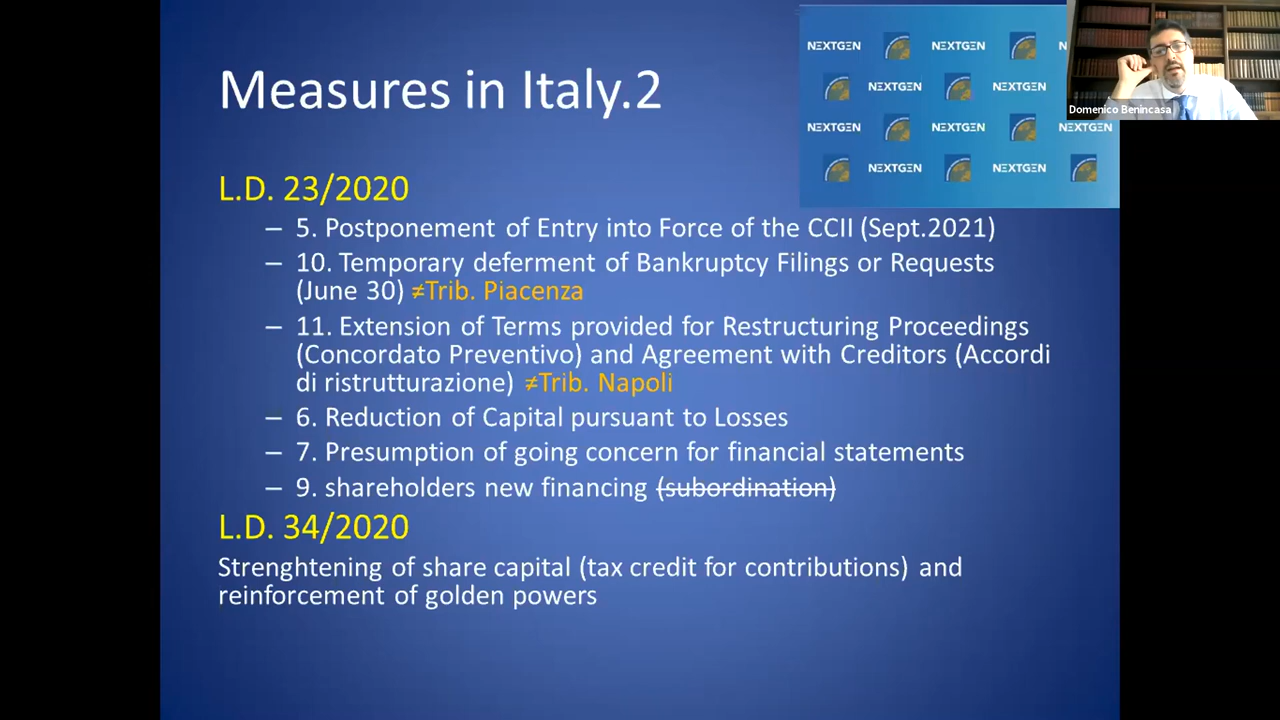 Measures in Italy.2
NEXTGEN NEXTGEN
NEXTGEN NEXTGEN
NEXTGEN NEXTGEN NEXTGEN
NEXTGEN NEXTGEN
Domenico Benincasa
L.D. 23/2020
– 5. Postponement of Entry into Force of the CCII (Sept.2021)
– 10. Temporary deferment of Bankruptcy Filings or Requests
(June 30) ≠Trib. Piacenza
– 11. Extension of Terms provided for Restructuring Proceedings
(Concordato Preventivo) and Agreement with Creditors (Accordi
di ristrutturazione) ≠Trib. Napoli
– 6. Reduction of Capital pursuant to Losses
– 7. Presumption of going concern for financial statements
– 9. shareholders new financing (subordination)
L.D. 34/2020
Strenghtening of share capital (tax credit for contributions) and
reinforcement of golden powers